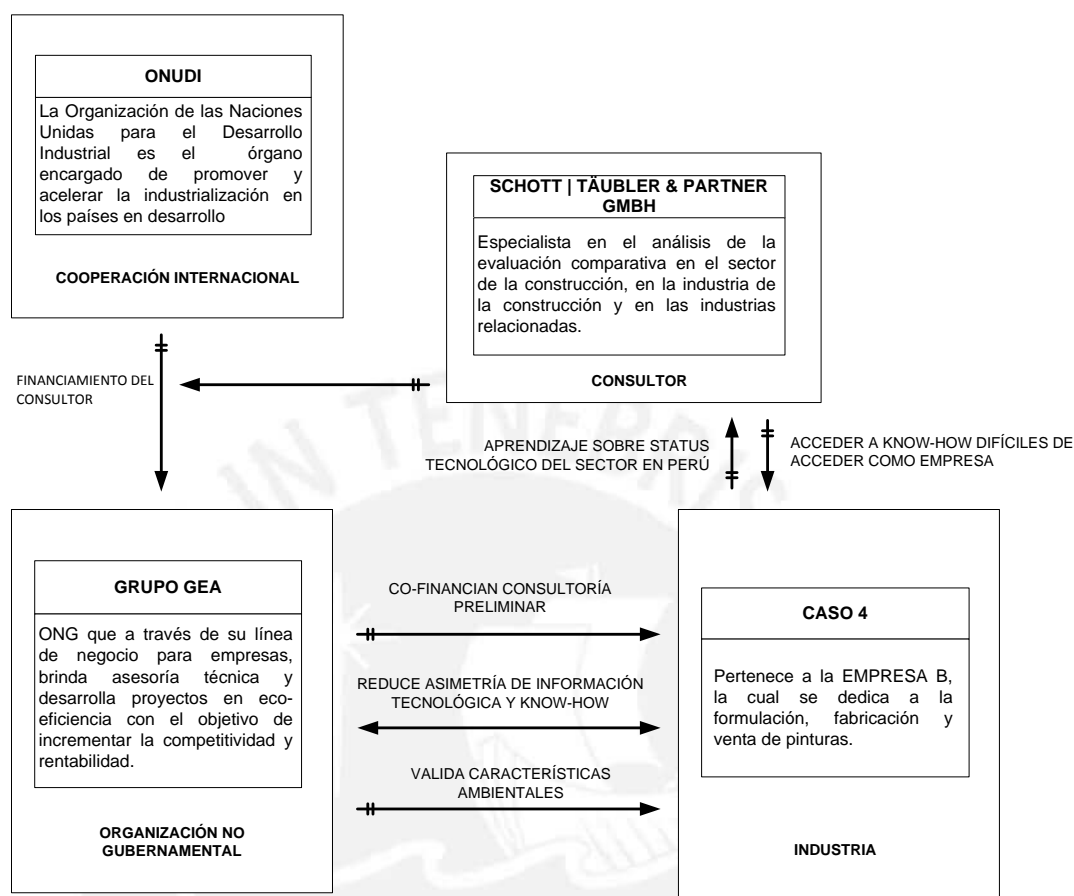 ONUDI
La Organización de las Naciones
Unidas para el Desarrollo
Industrial es el órgano
encargado de promover y
acelerar la industrialización en
los países en desarrollo
COOPERACIÓN INTERNACIONAL
SCHOTT | TÄUBLER & PARTNER
GMBH
Especialista en el análisis de la
evaluación comparativa en el sector
de la construcción, en la industria de
la construcción y en las industrias
relacionadas.
CONSULTOR
FINANCIAMIENTO DEL
CONSULTOR
APRENDIZAJE SOBRE STATUS
TECNOLÓGICO DEL SECTOR EN PERÚ
ACCEDER A KNOW-HOW DIFÍCILES DE
ACCEDER COMO EMPRESA
IN TENEBRIS
GRUPO GEA
ONG que a través de su línea
de negocio para empresas,
brinda asesoría técnica y
desarrolla proyectos en eco-
eficiencia con el objetivo de
incrementar la competitividad y
rentabilidad.
ORGANIZACIÓN NO
GUBERNAMENTAL
CO-FINANCIAN CONSULTORÍA
PRELIMINAR
REDUCE ASIMETRÍA DE INFORMACIÓN
TECNOLÓGICA Y KNOW-HOW
VALIDA CARACTERÍSTICAS
AMBIENTALES
CASO 4
Pertenece a la EMPRESA B,
la cual se dedica a la
formulación, fabricación y
venta de pinturas.
INDUSTRIA